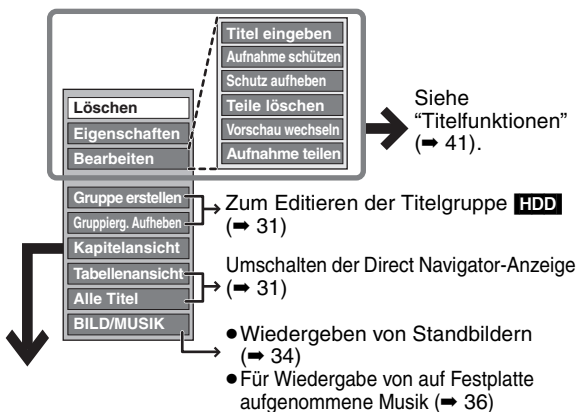 Titel eingeben
Aufnahme schützen
Schutz aufheben
Teile löschen
Vorschau wechseln
Aufnahme teilen
Siehe
“Titelfunktionen”
(➡ 41).
Löschen
Eigenschaften
Bearbeiten
Gruppe erstellen
Gruppierg. Aufheben
Kapitelansicht
Tabellenansicht
Alle Titel
BILD/MUSIK
Zum Editieren der Titelgruppe HDD
(➡ 31)
Umschalten der Direct Navigator-Anzeige
(➡ 31)
●Wiedergeben von Standbildern
(➡ 34)
●Für Wiedergabe von auf Festplatte
aufgenommene Musik (➡ 36)